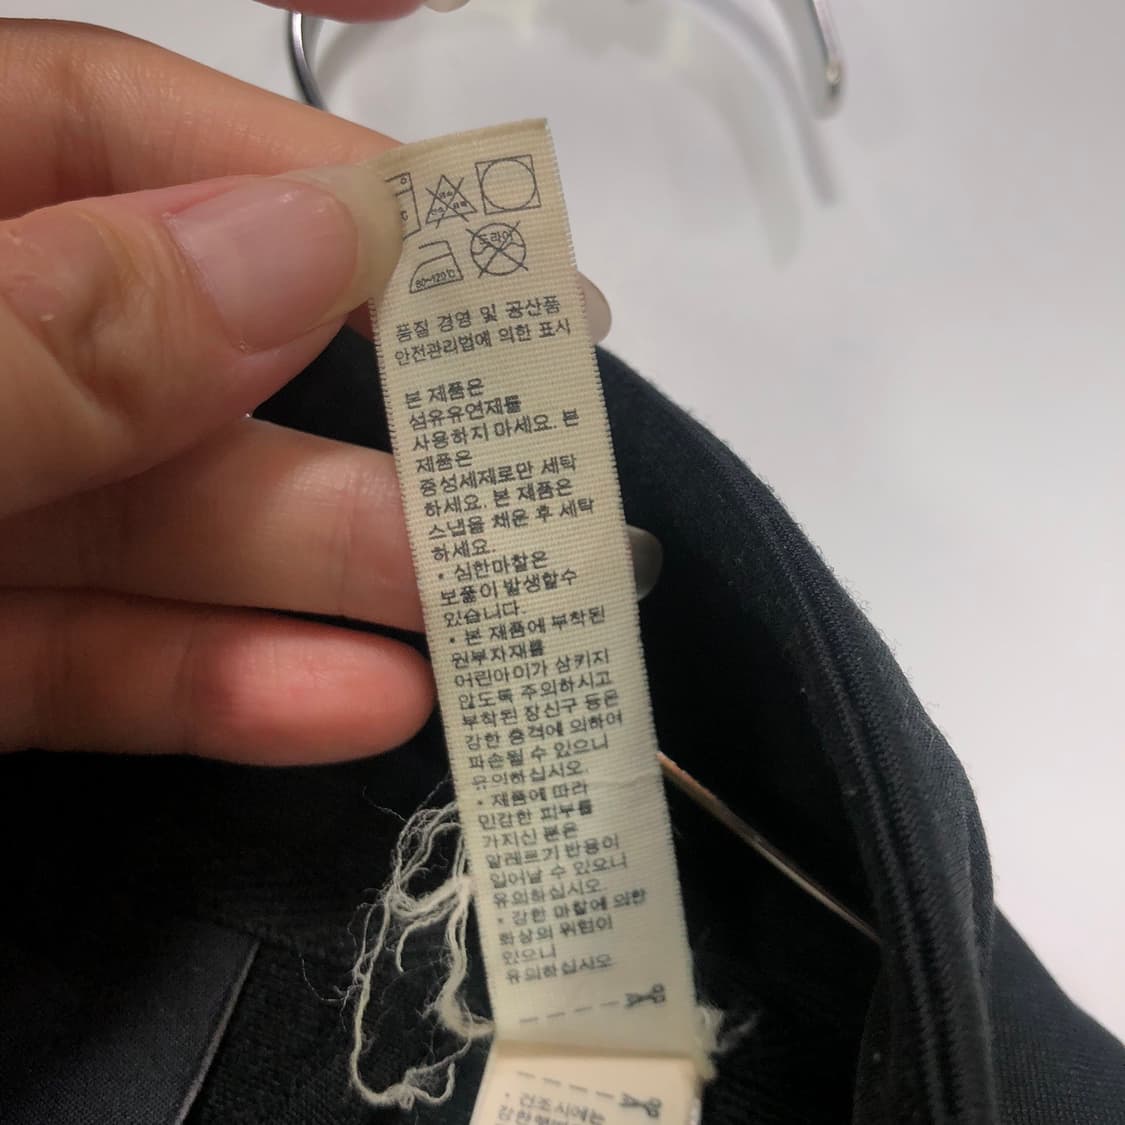 80~120℃
드라이
품질 경영 및 공산품
안전관리법에 의한 표시
본 제품은
섬유유연제를
사용하지 마세요. 본
제품은
중성세제로만 세탁
하세요. 본 제품은
스냅을 채운 후 세탁
하세요.
• 심한마찰은
보풀이 발생할수
있습니다.
• 본 제품에 부착된
원부자재를
어린아이가 삼키지
않도록 주의하시고
부착된 장신구 등은
강한 충격에 의하여
파손될 수 있으니
유의하십시오.
• 제품에 따라
민감한 피부를
가지신 분은
알레르기 반응이
일어날 수 있으니
유의하십시오.
• 강한 마찰에 의한
화상의 위험이
있으니
유의하십시오.
• 건조시에는